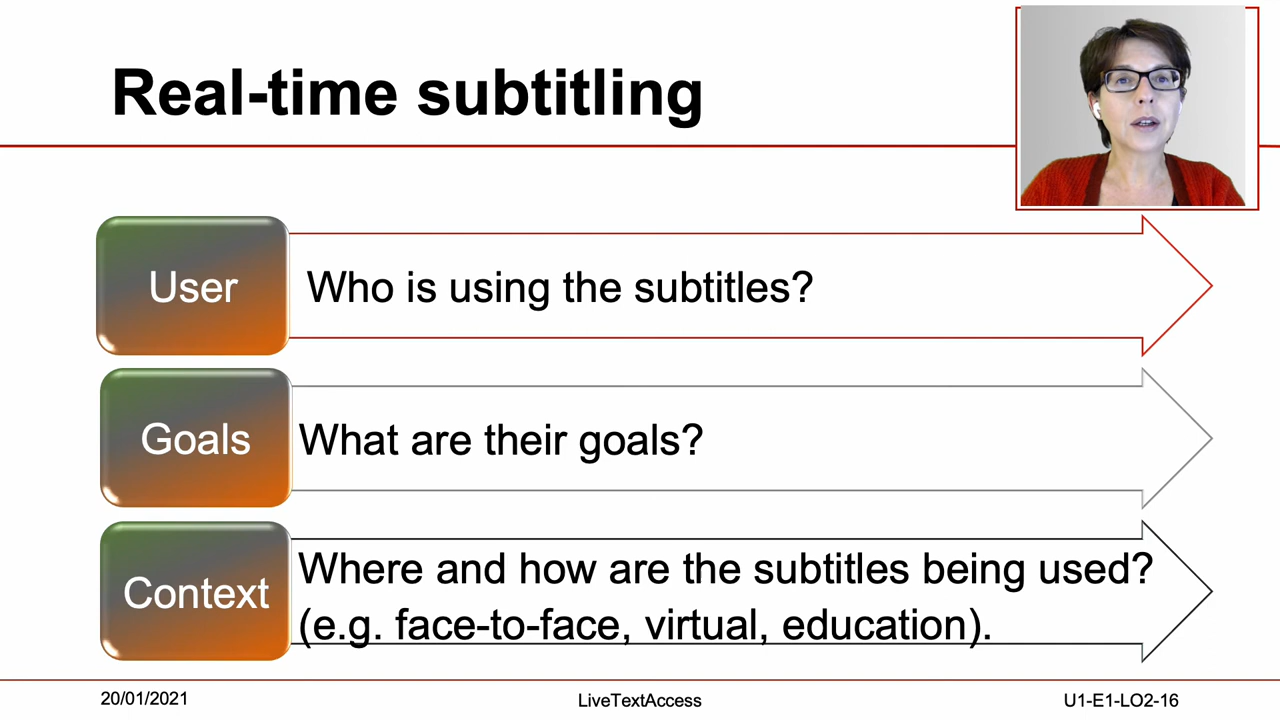 Real-time subtitling
User
Who is using the subtitles?
Goals
What are their goals?
Context
Where and how are the subtitles being used?
(e.g. face-to-face, virtual, education).
20/01/2021
LiveTextAccess
U1-E1-LO2-16